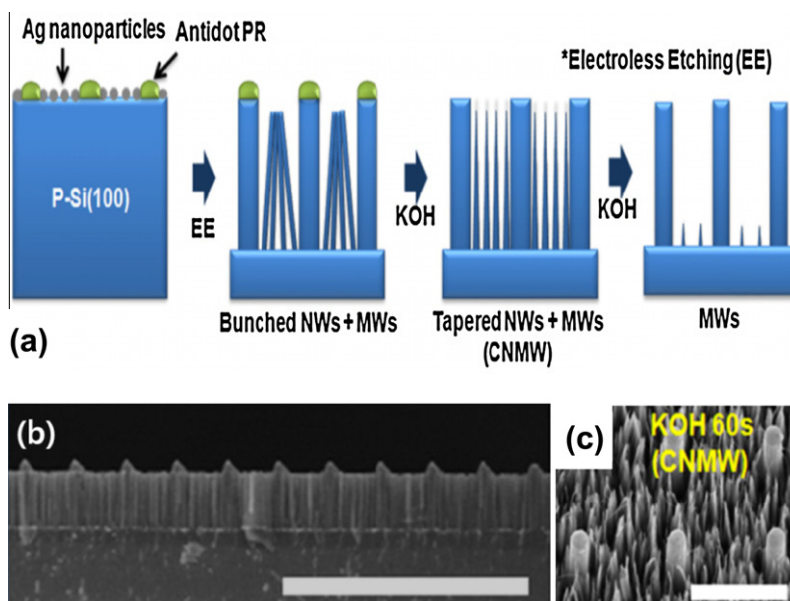 Ag nanoparticles
Antidot PR
*Electroless Etching (EE)
P-Si(100)
EE
KOH
KOH
Bunched NWs + MWs
Tapered NWs + MWs
(CNMW)
MWs
(a)
(b)
(c)
KOH 60s
(CNMW)